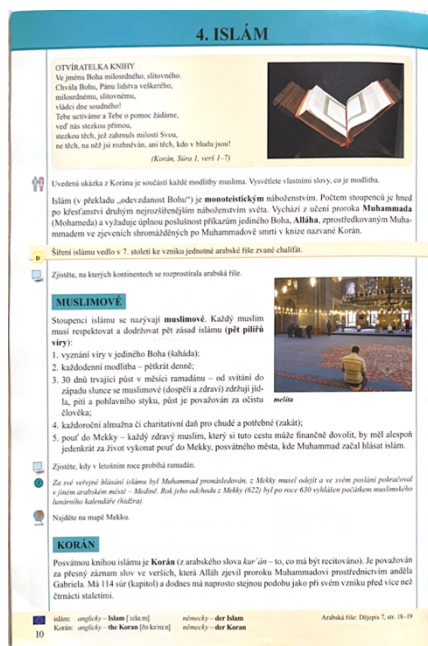 4. ISLÁM
OTVÍRATELKA KNIHY
Ve jménu Boha milosrdného, slitovného.
Chvála Bohu, Pánu lidstva veškerého,
milosrdnému, slitovnému,
vládci dne soudného!
Tebe uctíváme a Tebe o pomoc žádáme,
veď nás stezkou přímou,
stezkou těch, jež zahrnuls milostí Svou,
ne těch, na něž jsi rozhněván, ani těch, kdo v bludu jsou!
(Korán, Súra 1, verš 1–7)
Uvedená ukázka z Koránu je součástí každé modlitby muslima. Vysvětlete vlastními slovy, co je modlitba.
Islám (v překladu „odevzdanost Bohu“) je monoteistickým náboženstvím. Počtem stoupenců je hned
po křesťanství druhým nejrozšířenějším náboženstvím světa. Vychází z učení proroka Muhammada
(Mohameda) a vyžaduje úplnou poslušnost příkazům jediného Boha, Alláha, zprostředkovaným Muha-
mmadem ve zjeveních shromážděných po Muhammadově smrti v knize nazvané Korán.
D
Šíření islámu vedlo v 7. století ke vzniku jednotné arabské říše zvané chalífát.
Zjistěte, na kterých kontinentech se rozprostírala arabská říše.
MUSLIMOVÉ
Stoupenci islámu se nazývají muslimové. Každý muslim
musí respektovat a dodržovat pět zásad islámu (pět pilířů
víry):
1. vyznání víry v jediného Boha (šaháda);
2. každodenní modlitba – pětkrát denně;
3. 30 dnů trvající půst v měsíci ramadánu – od svítání do
západu slunce se muslimové (dospělí a zdraví) zdržují jíd-
la, pití a pohlavního styku, půst je považován za očistu
člověka;
mešita
4. každoroční almužna či charitativní daň pro chudé a potřebné (zakát);
5. pouť do Mekky – každý zdravý muslim, který si tuto cestu může finančně dovolit, by měl alespoň
jedenkrát za život vykonat pouť do Mekky, posvátného města, kde Muhammad začal hlásat islám.
Zjistěte, kdy v letošním roce probíhá ramadán.
Za své veřejné hlásání islámu byl Muhammad pronásledován, z Mekky musel odejít a ve svém poslání pokračoval
v jiném arabském městě – Medíně. Rok jeho odchodu z Mekky (622) byl po roce 630 vyhlášen počátkem muslimského
lunárního kalendáře (hidžra).
Najděte na mapě Mekku.
KORÁN
Posvátnou knihou islámu je Korán (z arabského slova kur´án – to, co má být recitováno). Je považován
za přesný záznam slov ve verších, která Alláh zjevil proroku Muhammadovi prostřednictvím anděla
Gabriela. Má 114 súr (kapitol) a dodnes má naprosto stejnou podobu jako při svém vzniku před více než
čtrnácti staletími.
islám: anglicky – Islam německy – der Islam Arabská říše: Dějepis 7, str. 18–19
Korán: anglicky – the Koran německy – der Koran
10